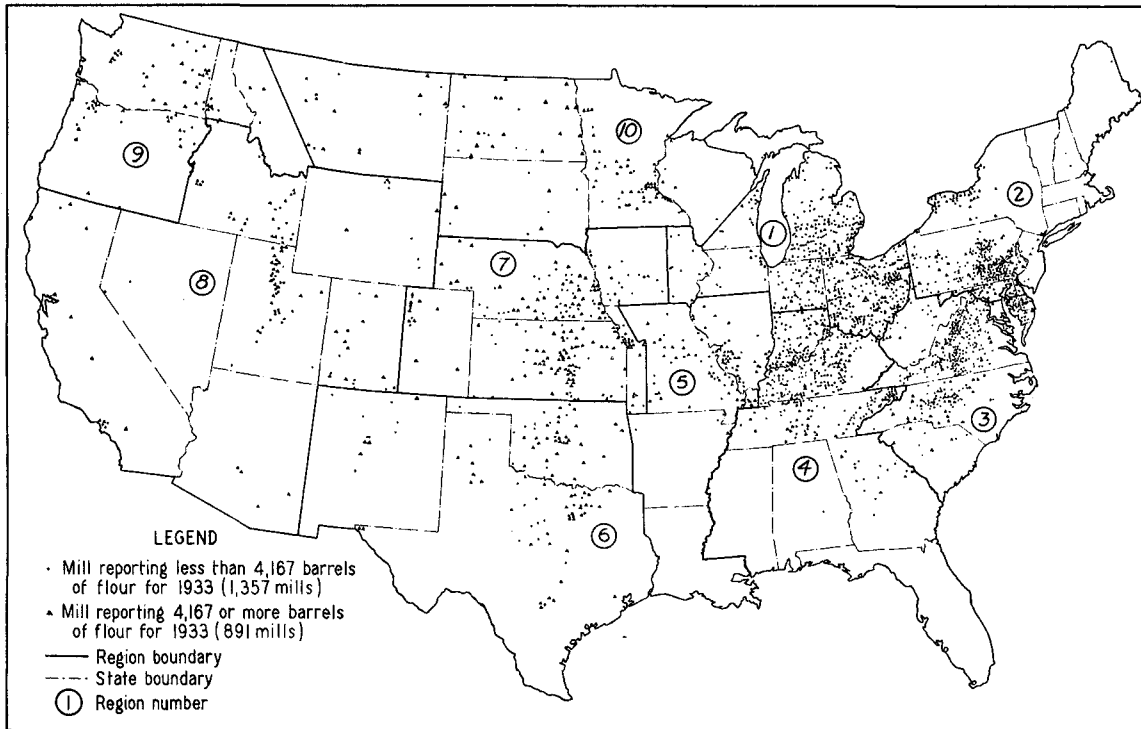 10
9
2
1
7
8
5
3
4
6
LEGEND
Mill reporting less than 4,167 barrels
of flour for 1933 (1,357 mills)
Mill reporting 4,167 or more barrels
of flour for 1933 (891 mills)
Region boundary
State boundary
1 Region number